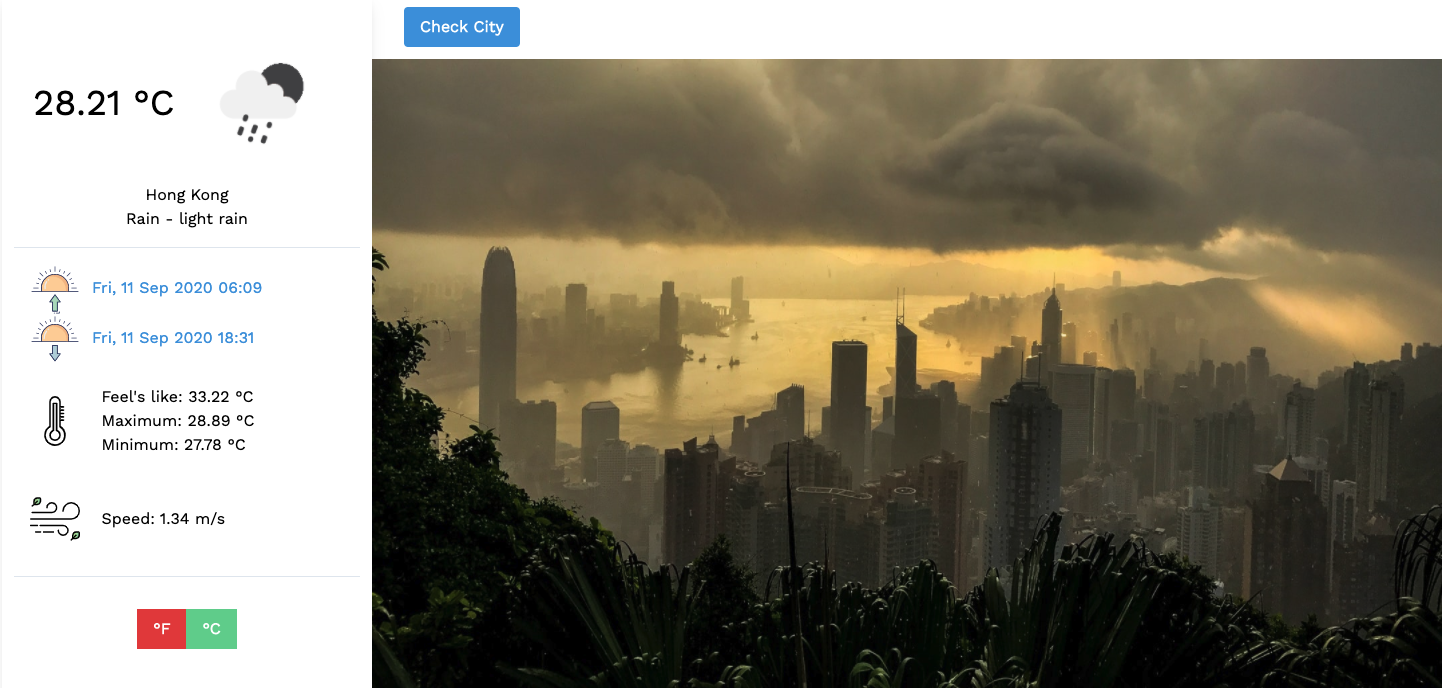 Check City
28.21 °C
Hong Kong
Rain - light rain
Fri, 11 Sep 2020 06:09
Fri, 11 Sep 2020 18:31
Feel's like: 33.22 °C
Maximum: 28.89 °C
Minimum: 27.78 °C
Speed: 1.34 m/s
°F
°C